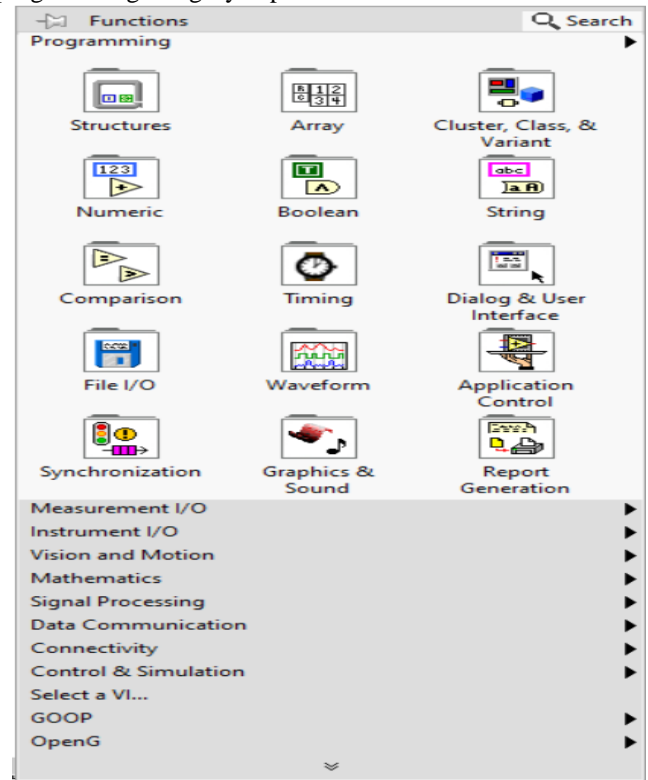 Functions Search
Programming
Structures Array Cluster, Class, &
Variant
Numeric Boolean String
Comparison Timing Dialog & User
Interface
File I/O Waveform Application
Control
Synchronization Graphics & Report
Sound Generation
Measurement I/O
Instrument I/O
Vision and Motion
Mathematics
Signal Processing
Data Communication
Connectivity
Control & Simulation
Select a VI...
GOOP
OpenG